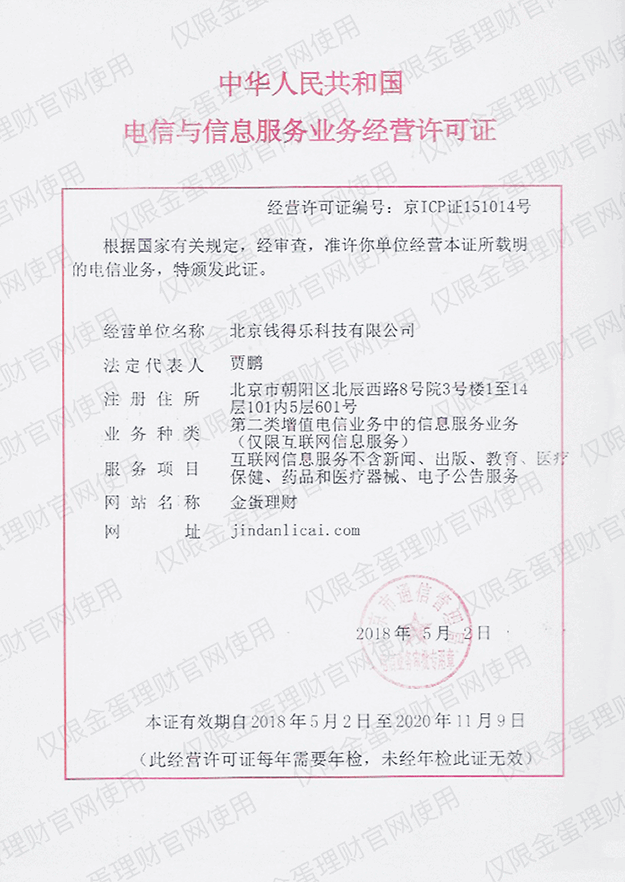 中华人民共和国
电信与信息服务业务经营许可证
经营许可证编号：京ICP证151014号
根据国家有关规定，经审查，准许你单位经营本证所载明
的电信业务，特颁发此证。
经营单位名称 北京钱得乐科技有限公司
法定代表人 贾鹏
注册住所 北京市朝阳区北辰西路8号院3号楼1至14
层101内5层601号
业务种类 第二类增值电信业务中的信息服务业务
（仅限互联网信息服务）
服务项目 互联网信息服务不含新闻、出版、教育、医疗
保健、药品和医疗器械、电子公告服务
网站名称 金蛋理财
网址 jindanlicai.com
京市通信管理局
电信业务审批专用章
2018年 5月 2日
本证有效期自2018年5月2日至2020年11月9日
（此经营许可证每年需要年检，未经年检此证无效）
仅限金蛋理财官网使用